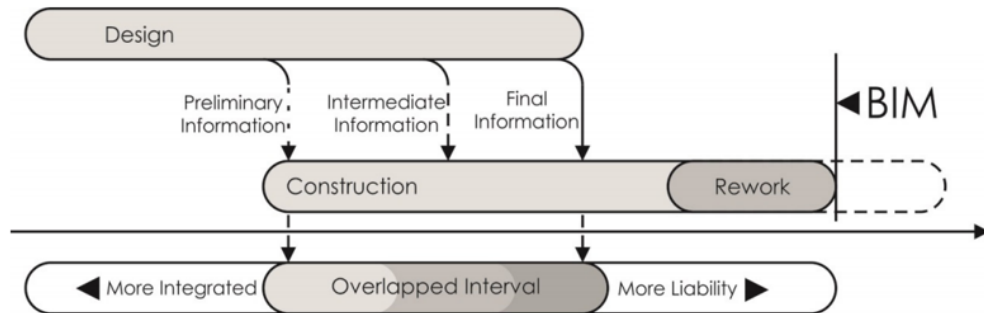 Design
Preliminary
Information
Intermediate
Information
Final
Information
BIM
Construction
Rework
More Integrated
Overlapped Interval
More Liability